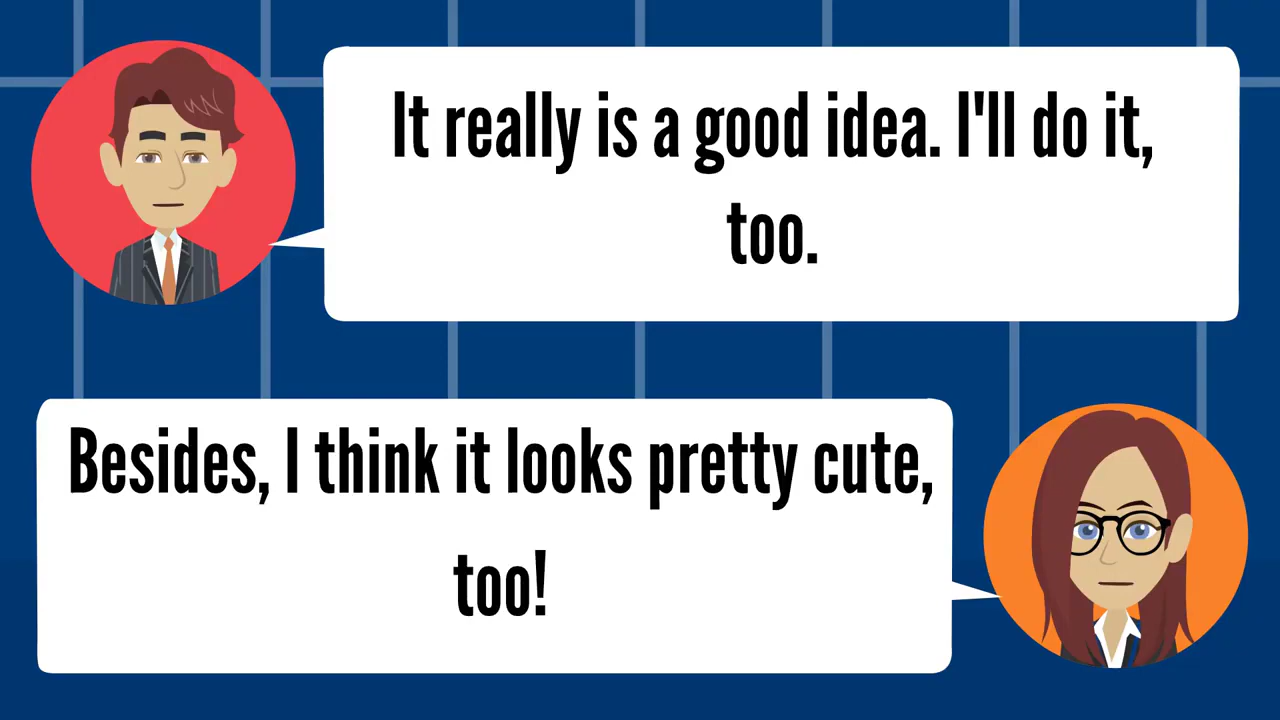 It really is a good idea. I'll do it,
too.
Besides, I think it looks pretty cute,
too!